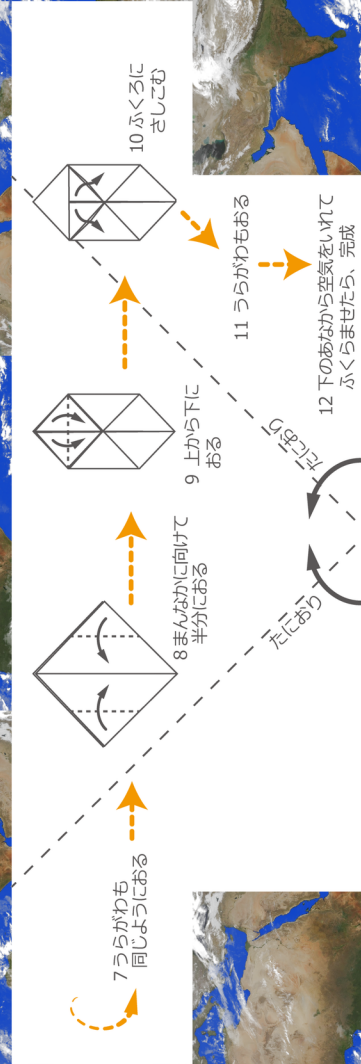 7 うらがわも
同じようにおる
8 まんなかに向けて
半分におる
9 上から下に
おる
10 ふくろに
さしこむ
11 うらがわもおる
12 下のあなから空気をいれて
ふくらませたら、完成
たにおり
たにおり